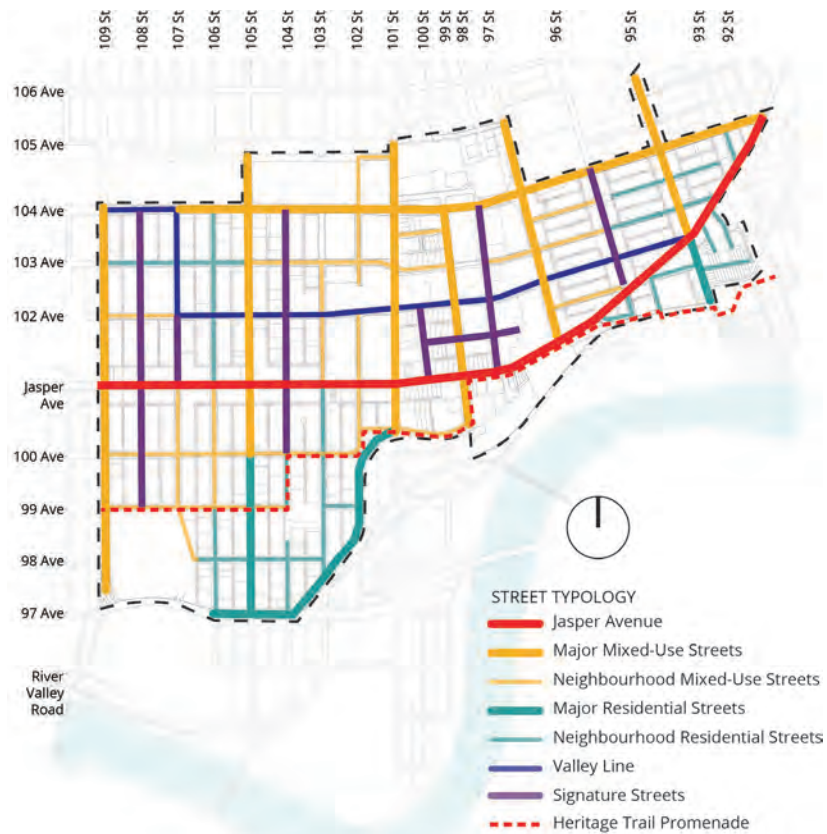 109 St
108 St
107 St
106 St
105 St
104 St
103 St
102 St
101 St
100 St
99 St
98 St
97 St
96 St
95 St
93 St
92 St
106 Ave
105 Ave
104 Ave
103 Ave
102 Ave
Jasper
Ave
100 Ave
99 Ave
98 Ave
97 Ave
River
Valley
Road
STREET TYPOLOGY
Jasper Avenue
Major Mixed-Use Streets
Neighbourhood Mixed-Use Streets
Major Residential Streets
Neighbourhood Residential Streets
Valley Line
Signature Streets
Heritage Trail Promenade